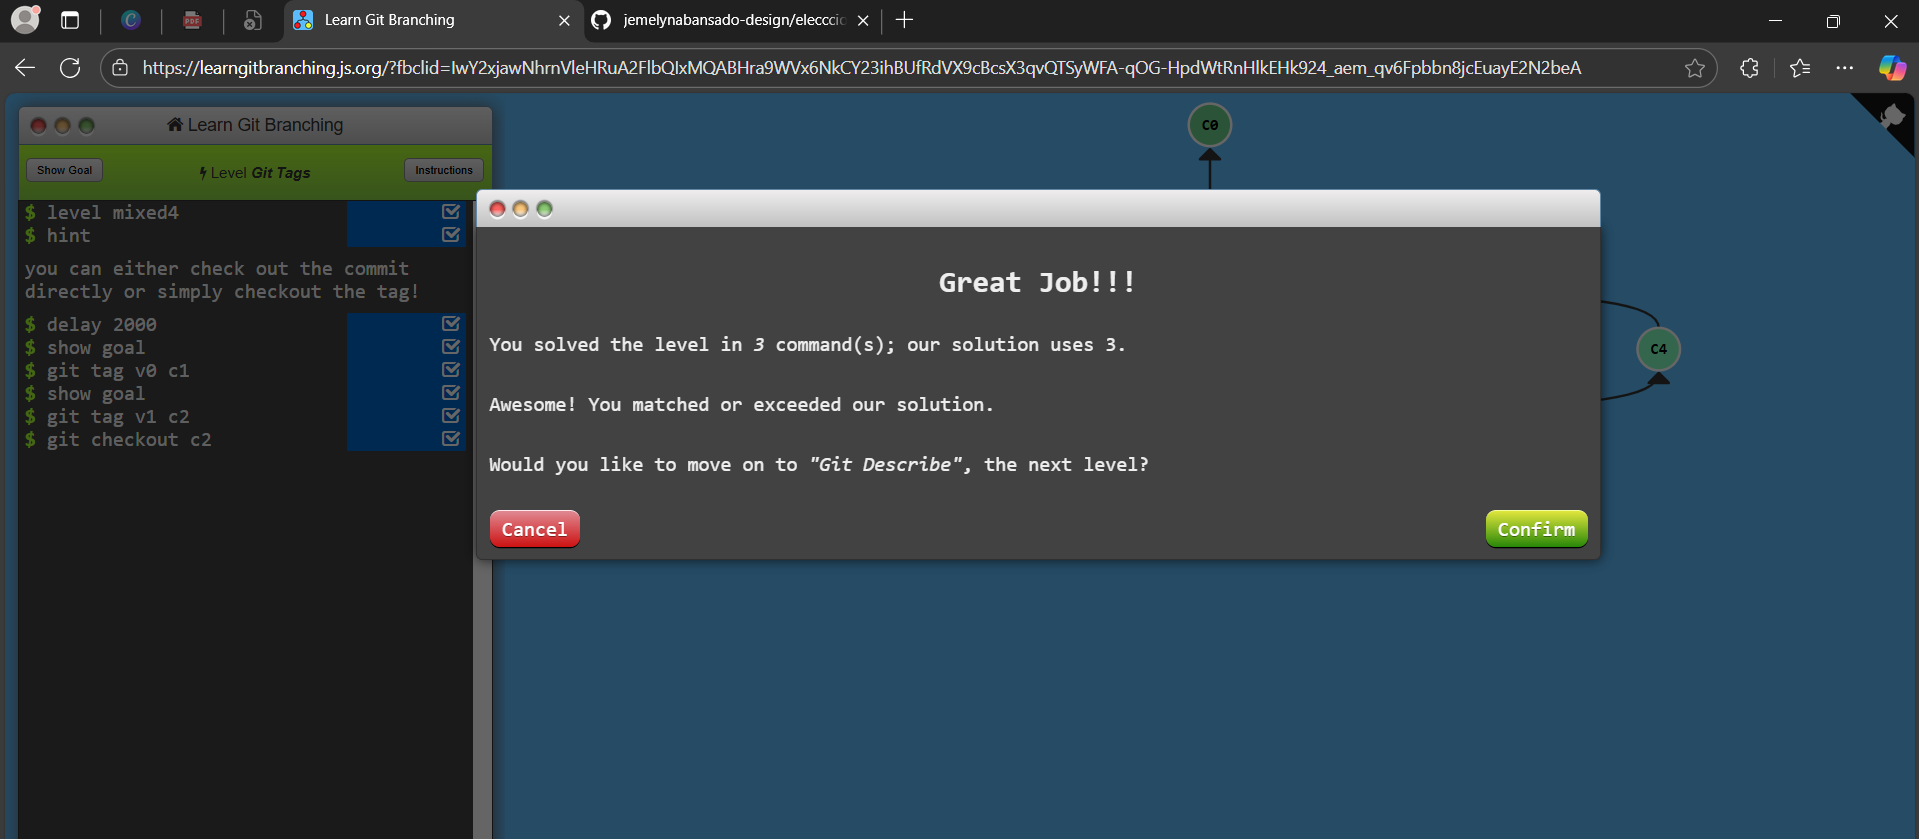 Learn Git Branching
jemelynabansado-design/elecccio
https://learngitbranching.js.org/?fbclid=IwY2xjawNhrnVleHRuA2FlbQIxMQABHra9WVx6NkCY23ihBUfRdVX9cBcsX3qvQTSyWFA-qOG-HpdWtRnHlkEHk924_aem_qv6Fpbbn8jcEuayE2N2beA
Learn Git Branching
Show Goal
Level Git Tags
Instructions
$ level mixed4
$ hint
you can either check out the commit
directly or simply checkout the tag!
$ delay 2000
$ show goal
$ git tag v0 c1
$ show goal
$ git tag v1 c2
$ git checkout c2
C0
Great Job!!!
You solved the level in 3 command(s); our solution uses 3.
Awesome! You matched or exceeded our solution.
Would you like to move on to "Git Describe", the next level?
Cancel
Confirm
C4